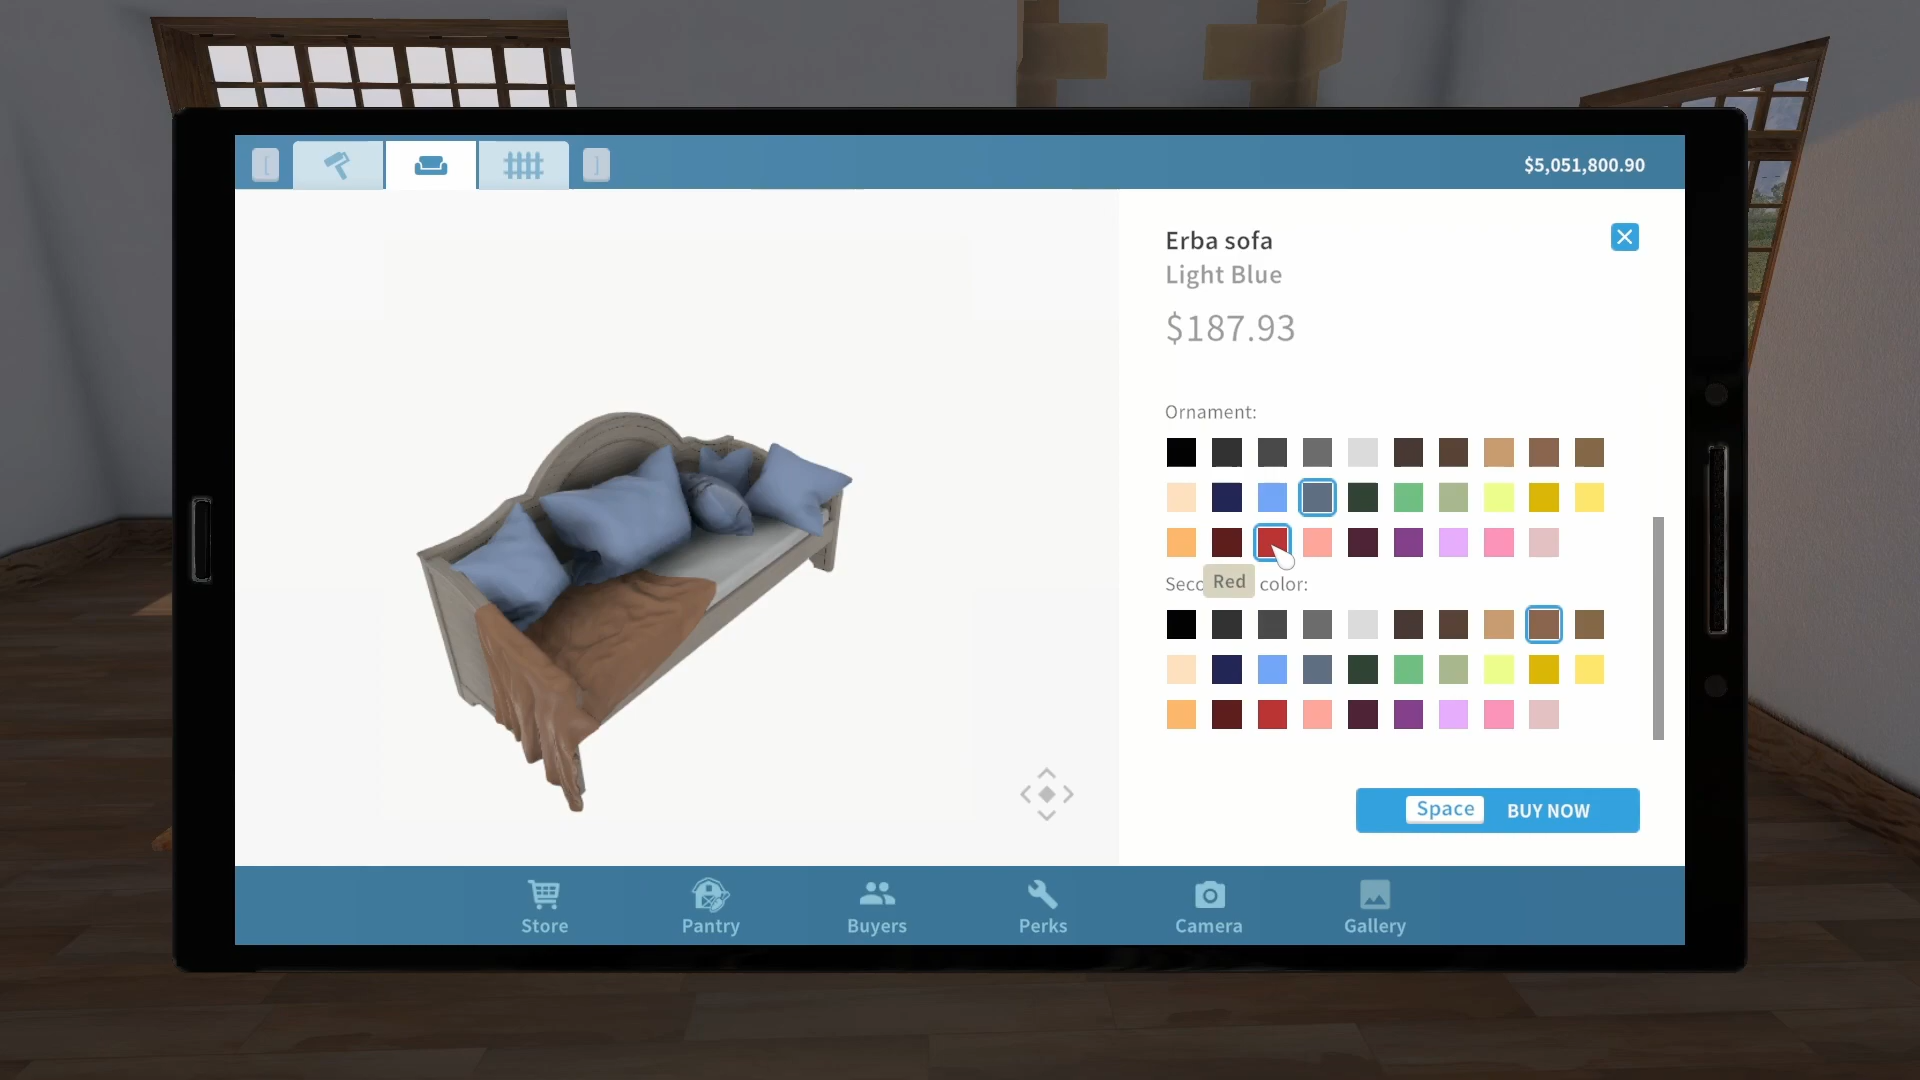 [
]
$5,051,800.90
Erba sofa
Light Blue
$187.93
Ornament:
Red
Seco color:
Space BUY NOW
Store
Pantry
Buyers
Perks
Camera
Gallery